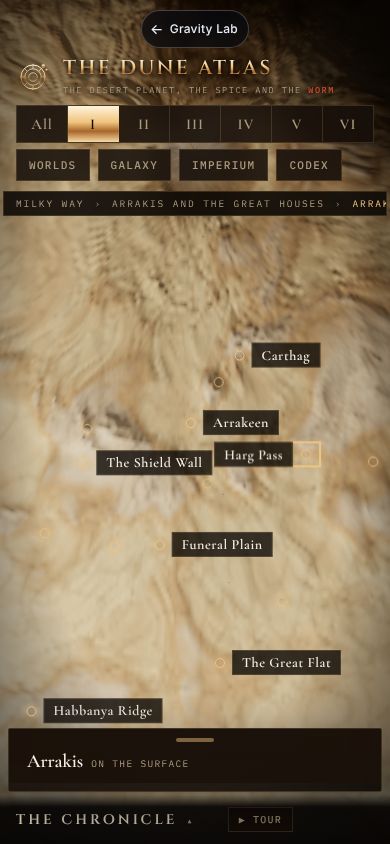 ← Gravity Lab
THE DUNE ATLAS
THE DESERT PLANET, THE SPICE AND THE WORM
All I II III IV V VI
WORLDS GALAXY IMPERIUM CODEX
MILKY WAY › ARRAKIS AND THE GREAT HOUSES › ARRAK
Carthag
Arrakeen
Harg Pass
The Shield Wall
Funeral Plain
The Great Flat
Habbanya Ridge
Arrakis ON THE SURFACE
THE CHRONICLE ▴ ▶ TOUR